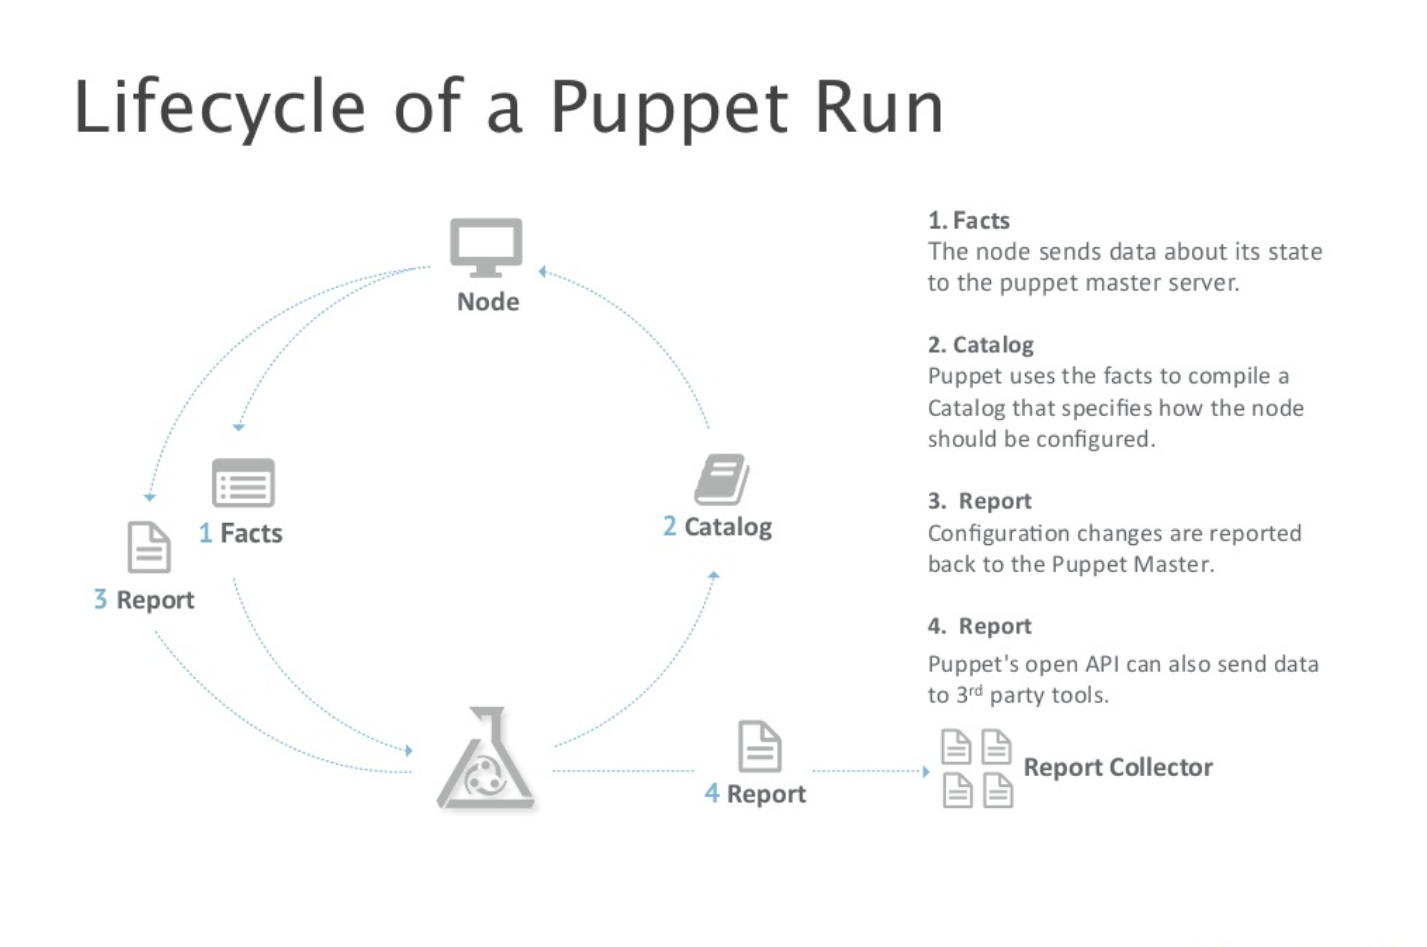 Lifecycle of a Puppet Run
Node
1 Facts
2 Catalog
3 Report
4 Report
Report Collector
1. Facts
The node sends data about its state
to the puppet master server.
2. Catalog
Puppet uses the facts to compile a
Catalog that specifies how the node
should be configured.
3. Report
Configuration changes are reported
back to the Puppet Master.
4. Report
Puppet's open API can also send data
to 3rd party tools.